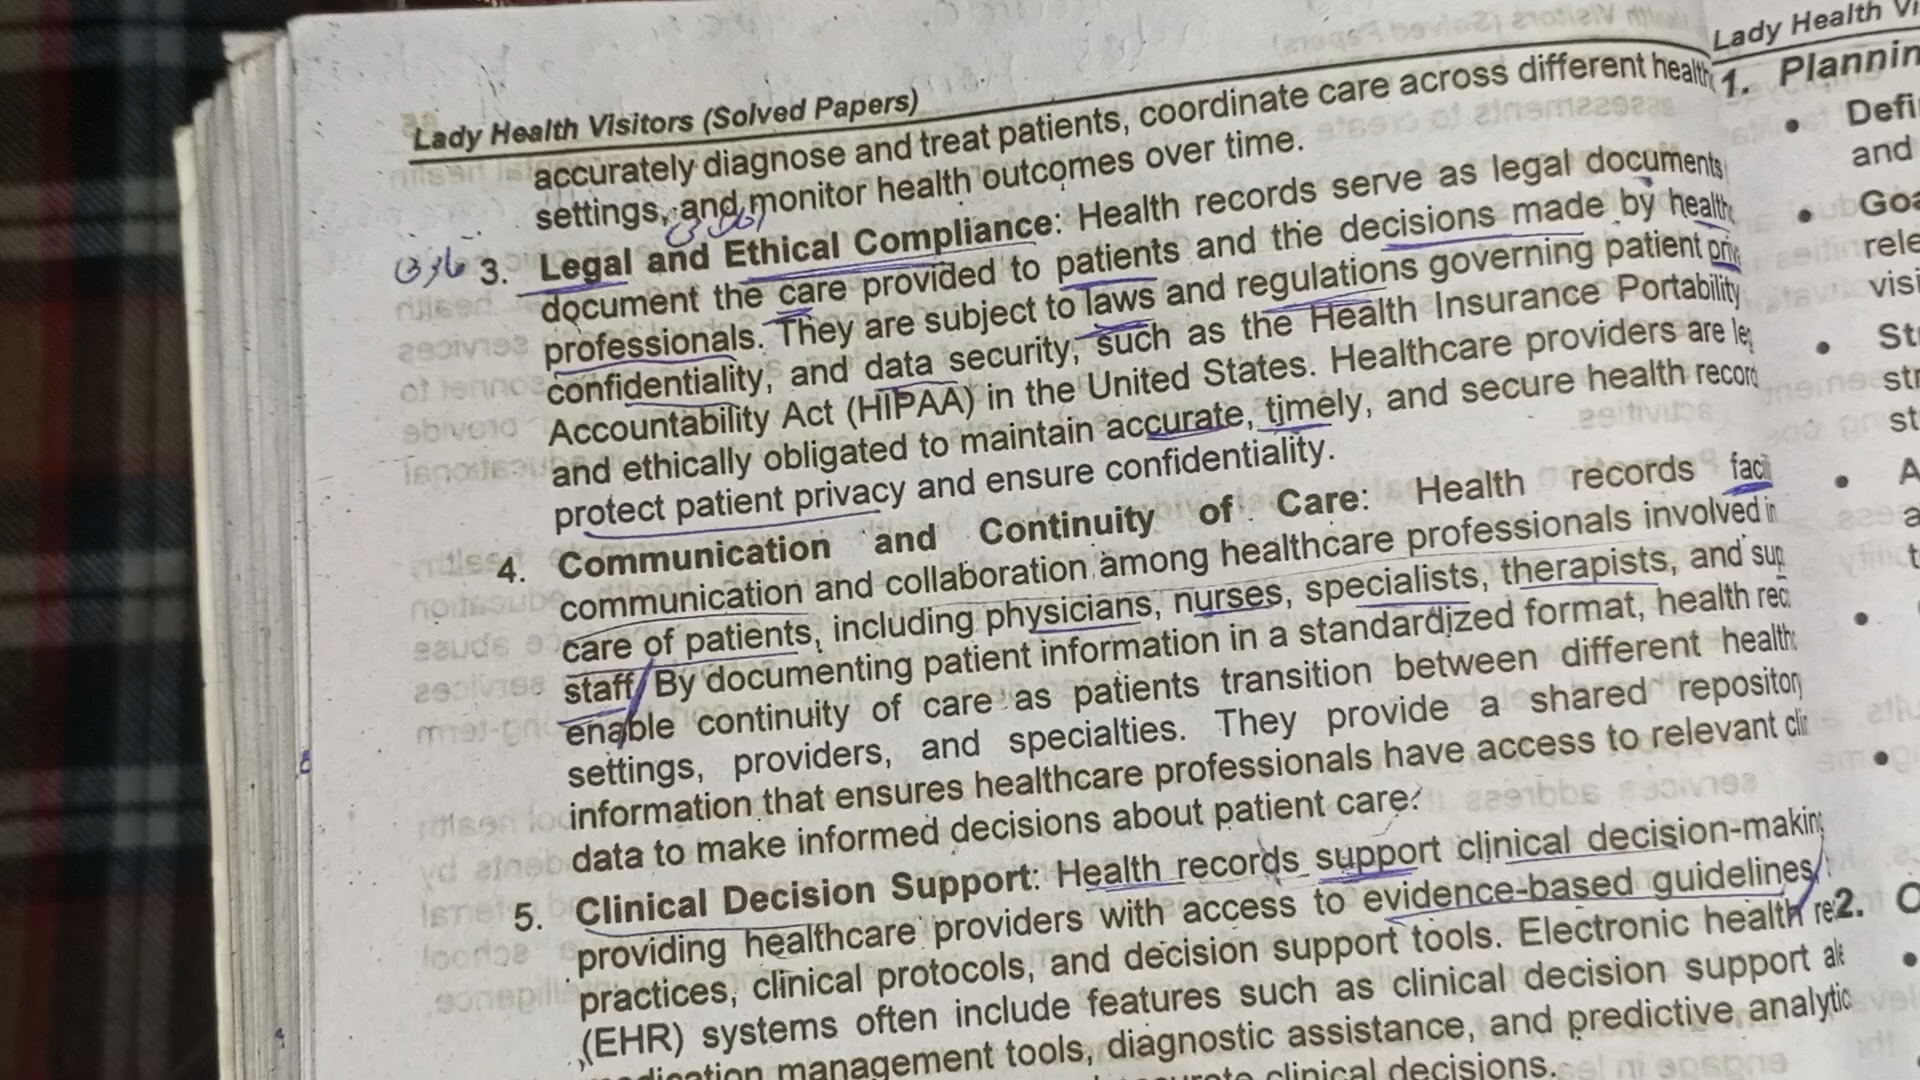 Lady Health Visitors (Solved Papers)
accurately diagnose and treat patients, coordinate care across different health
settings, and monitor health outcomes over time.
3. Legal and Ethical Compliance: Health records serve as legal documents
document the care provided to patients and the decisions made by health
professionals. They are subject to laws and regulations governing patient
confidentiality, and data security, such as the Health Insurance Portability
Accountability Act (HIPAA) in the United States. Healthcare providers are
and ethically obligated to maintain accurate, timely, and secure health record
protect patient privacy and ensure confidentiality.
4. Communication and Continuity of Care: Health records
communication and collaboration among healthcare professionals involved in
care of patients, including physicians, nurses, specialists, therapists, and
staff. By documenting patient information in a standardized format, health
enable continuity of care as patients transition between different health
settings, providers, and specialties. They provide a shared repository
information that ensures healthcare professionals have access to relevant
data to make informed decisions about patient care.
5. Clinical Decision Support: Health records support clinical decision-making
providing healthcare providers with access to evidence-based guidelines,
practices, clinical protocols, and decision support tools. Electronic health
(EHR) systems often include features such as clinical decision support
management tools, diagnostic assistance, and predictive analytic
clinical decisions.
Lady Health
1. Plannin
Defi
and
Goa
rele
visi
St
str
st
A
2.